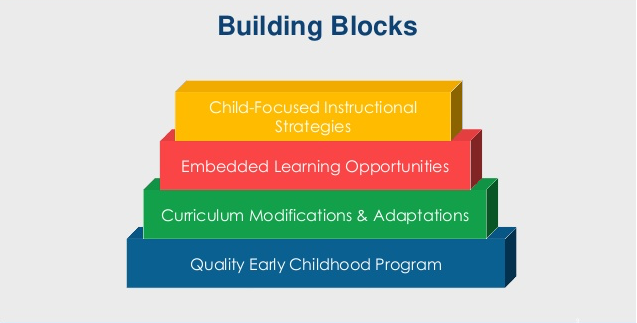 Building Blocks
Child-Focused Instructional
Strategies
Embedded Learning Opportunities
Curriculum Modifications & Adaptations
Quality Early Childhood Program